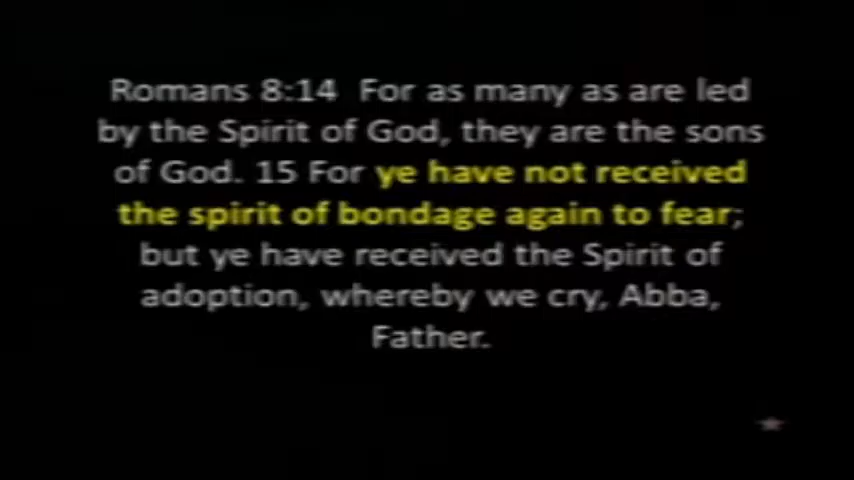 Romans 8:14 For as many as are led
by the Spirit of God, they are the sons
of God. 15 For ye have not received
the spirit of bondage again to fear;
but ye have received the Spirit of
adoption, whereby we cry, Abba,
Father.